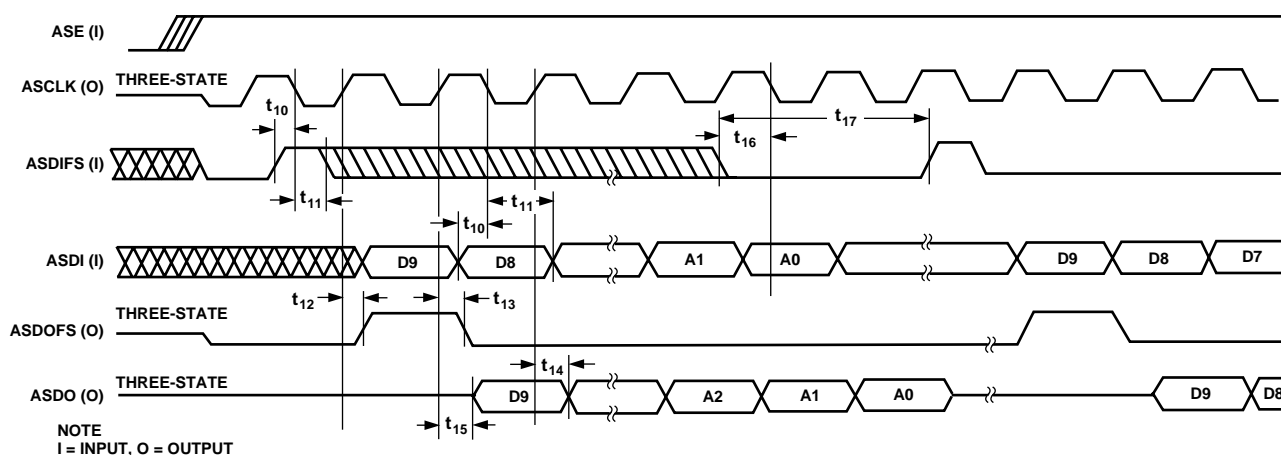 ASE (I)
ASCLK (O) THREE-STATE
t10
t16
t17
ASDIFS (I)
t11
t10
t11
ASDI (I) D9 D8 A1 A0 D9 D8 D7
t12
t13
ASDOFS (O) THREE-STATE
t14
ASDO (O) THREE-STATE D9 A2 A1 A0 D9 D8
t15
NOTE
I = INPUT, O = OUTPUT